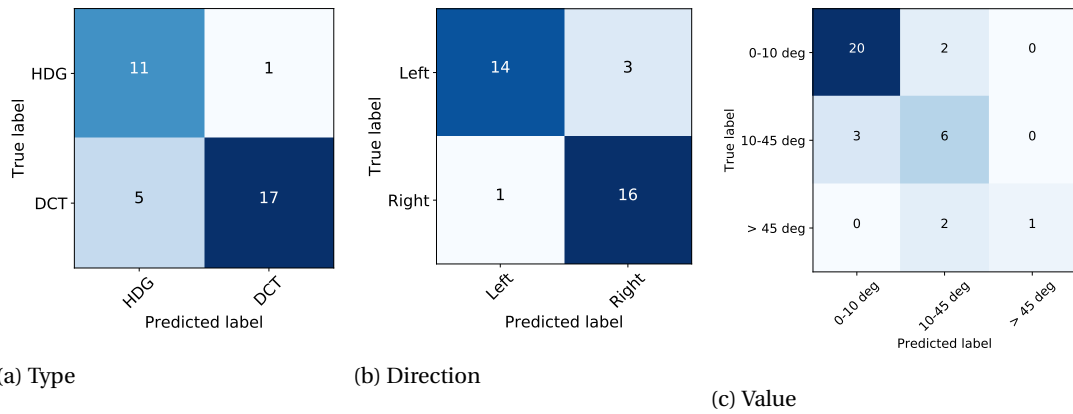 HDG
11
1
DCT
5
17
True label
HDG
DCT
Predicted label
(a) Type
Left
14
3
Right
1
16
True label
Left
Right
Predicted label
(b) Direction
0-10 deg
20
2
0
10-45 deg
3
6
0
> 45 deg
0
2
1
True label
0-10 deg
10-45 deg
> 45 deg
Predicted label
(c) Value